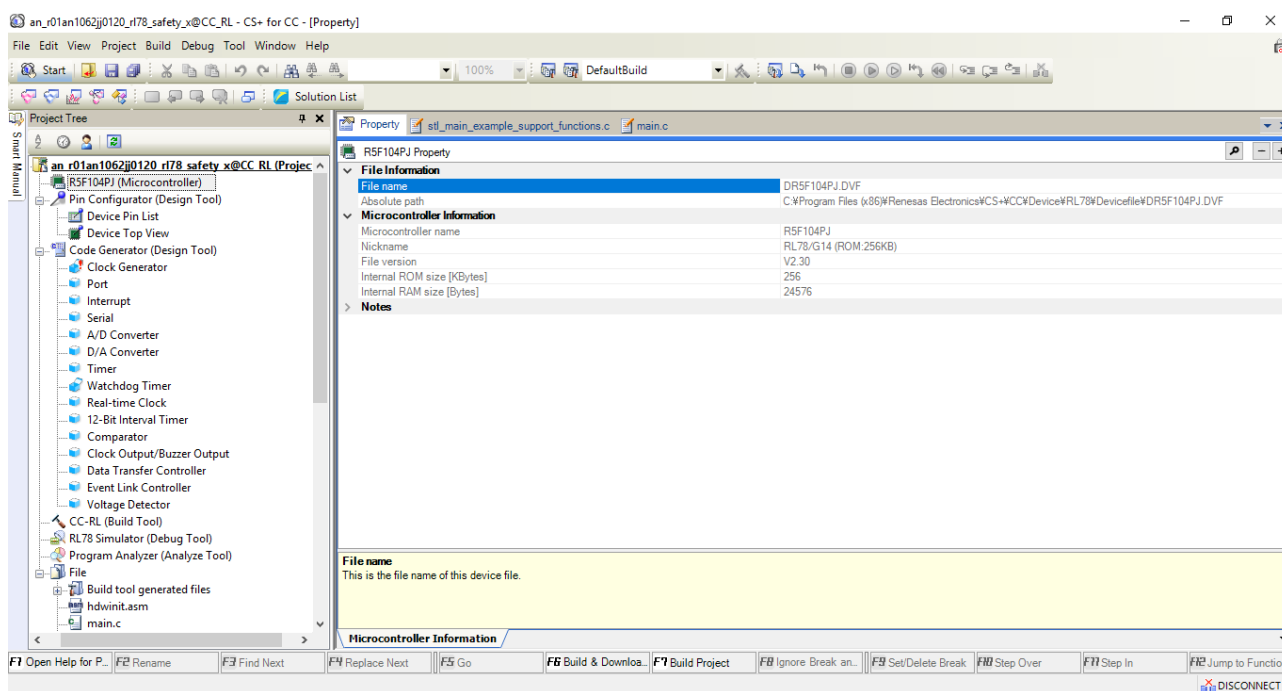 an_r01an1062jj0120_rl78_safety_x@CC_RL - CS+ for CC - [Property]
File Edit View Project Build Debug Tool Window Help
Start 100% DefaultBuild
Solution List
Smart Manual
Project Tree
an_r01an1062jj0120_rl78_safety_x@CC_RL (Projec
R5F104PJ (Microcontroller)
Pin Configurator (Design Tool)
Device Pin List
Device Top View
Code Generator (Design Tool)
Clock Generator
Port
Interrupt
Serial
A/D Converter
D/A Converter
Timer
Watchdog Timer
Real-time Clock
12-Bit Interval Timer
Comparator
Clock Output/Buzzer Output
Data Transfer Controller
Event Link Controller
Voltage Detector
CC-RL (Build Tool)
RL78 Simulator (Debug Tool)
Program Analyzer (Analyze Tool)
File
Build tool generated files
hdwinit.asm
main.c
Property stl_main_example_support_functions.c main.c
R5F104PJ Property
File Information
File name DR5F104PJ.DVF
Absolute path C:¥Program Files (x86)¥Renesas Electronics¥CS+¥CC¥Device¥RL78¥Devicefile¥DR5F104PJ.DVF
Microcontroller Information
Microcontroller name R5F104PJ
Nickname RL78/G14 (ROM:256KB)
File version V2.30
Internal ROM size [KBytes] 256
Internal RAM size [Bytes] 24576
Notes
File name
This is the file name of this device file.
Microcontroller Information
F1 Open Help for P... F2 Rename F3 Find Next F4 Replace Next F5 Go F6 Build & Downloa... F7 Build Project F8 Ignore Break an... F9 Set/Delete Break F10 Step Over F11 Step In F12 Jump to Functio
DISCONNECT